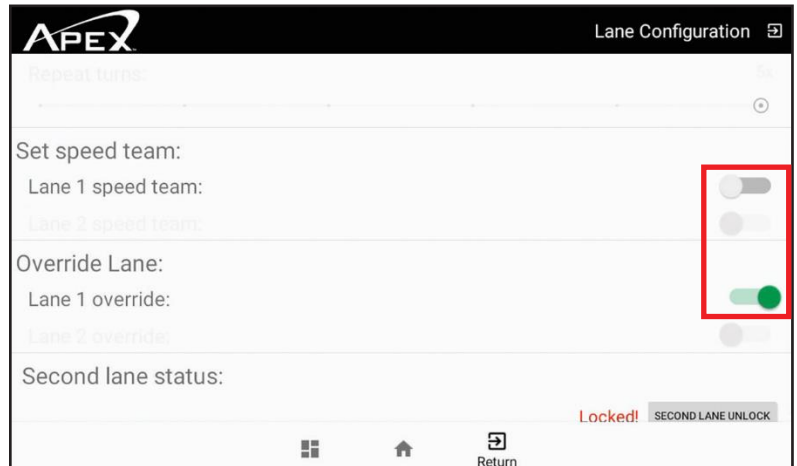 APEX
Lane Configuration
Repeat turns: 5x
Set speed team:
Lane 1 speed team:
Lane 2 speed team:
Override Lane:
Lane 1 override:
Lane 2 override:
Second lane status:
Locked! SECOND LANE UNLOCK
Return